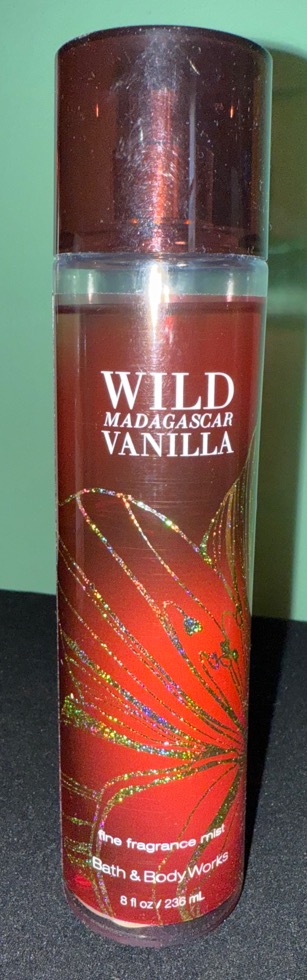 WILD
MADAGASCAR
VANILLA
fine fragrance mist
Bath & Body Works
8 fl oz / 236 mL